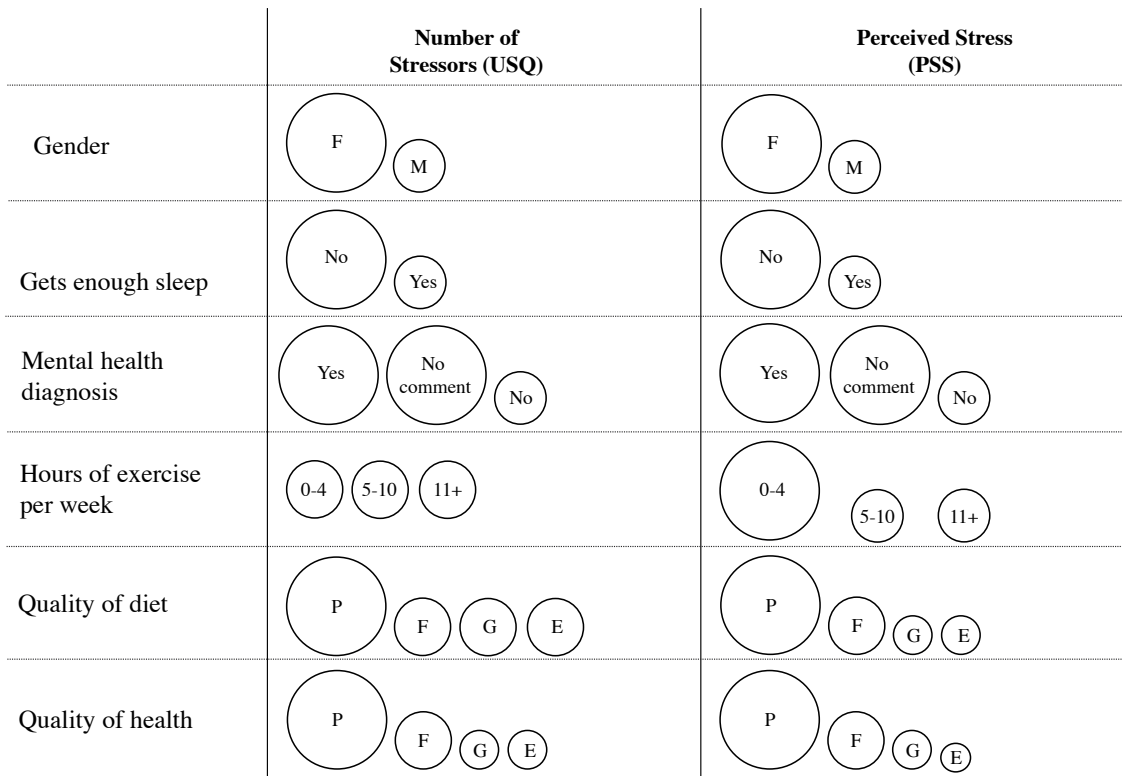 Number of
Stressors (USQ)
Perceived Stress
(PSS)
Gender
F
M
F
M
Gets enough sleep
No
Yes
No
Yes
Mental health
diagnosis
Yes
No
comment
No
Yes
No
comment
No
Hours of exercise
per week
0-4
5-10
11+
0-4
5-10
11+
Quality of diet
P
F
G
E
P
F
G
E
Quality of health
P
F
G
E
P
F
G
E